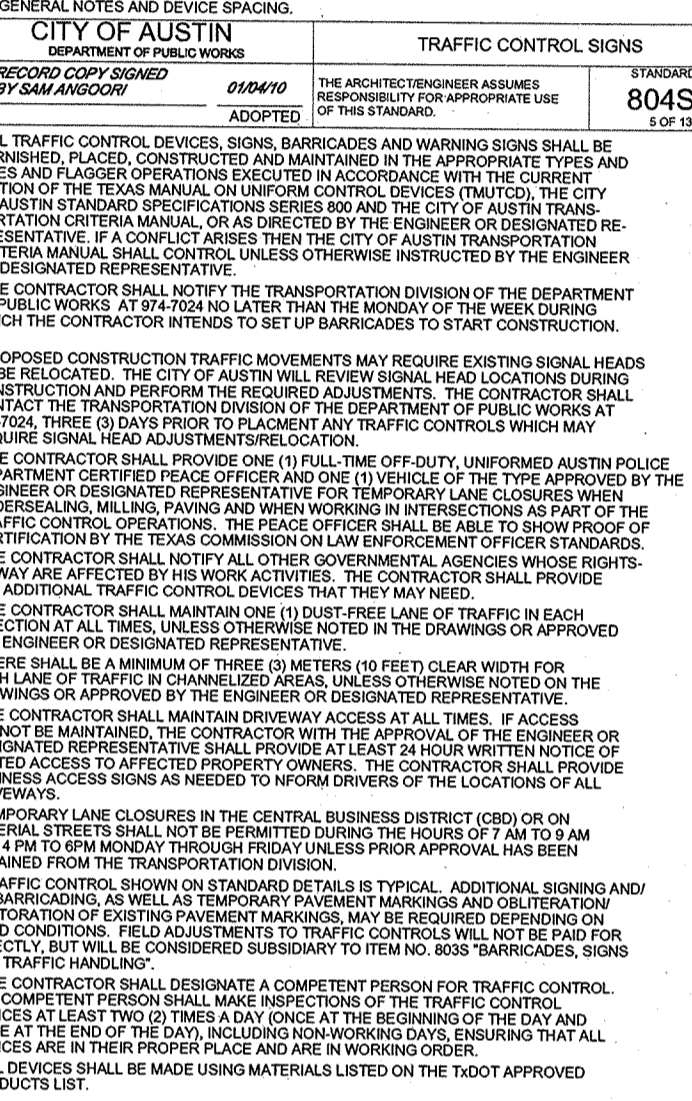 GENERAL NOTES AND DEVICE SPACING.
CITY OF AUSTIN
DEPARTMENT OF PUBLIC WORKS
TRAFFIC CONTROL SIGNS
RECORD COPY SIGNED
BY SAM ANGOORI
01/04/10
ADOPTED
THE ARCHITECT/ENGINEER ASSUMES
RESPONSIBILITY FOR APPROPRIATE USE
OF THIS STANDARD.
STANDARD
804S
5 OF 13
L TRAFFIC CONTROL DEVICES, SIGNS, BARRICADES AND WARNING SIGNS SHALL BE
RNISHED, PLACED, CONSTRUCTED AND MAINTAINED IN THE APPROPRIATE TYPES AND
ES AND FLAGGER OPERATIONS EXECUTED IN ACCORDANCE WITH THE CURRENT
TION OF THE TEXAS MANUAL ON UNIFORM CONTROL DEVICES (TMUTCD), THE CITY
AUSTIN STANDARD SPECIFICATIONS SERIES 800 AND THE CITY OF AUSTIN TRANS-
RTATION CRITERIA MANUAL, OR AS DIRECTED BY THE ENGINEER OR DESIGNATED RE-
ESENTATIVE. IF A CONFLICT ARISES THEN THE CITY OF AUSTIN TRANSPORTATION
ITERIA MANUAL SHALL CONTROL UNLESS OTHERWISE INSTRUCTED BY THE ENGINEER
DESIGNATED REPRESENTATIVE.
E CONTRACTOR SHALL NOTIFY THE TRANSPORTATION DIVISION OF THE DEPARTMENT
PUBLIC WORKS AT 974-7024 NO LATER THAN THE MONDAY OF THE WEEK DURING
ICH THE CONTRACTOR INTENDS TO SET UP BARRICADES TO START CONSTRUCTION.
OPOSED CONSTRUCTION TRAFFIC MOVEMENTS MAY REQUIRE EXISTING SIGNAL HEADS
BE RELOCATED. THE CITY OF AUSTIN WILL REVIEW SIGNAL HEAD LOCATIONS DURING
NSTRUCTION AND PERFORM THE REQUIRED ADJUSTMENTS. THE CONTRACTOR SHALL
NTACT THE TRANSPORTATION DIVISION OF THE DEPARTMENT OF PUBLIC WORKS AT
-7024, THREE (3) DAYS PRIOR TO PLACMENT ANY TRAFFIC CONTROLS WHICH MAY
QUIRE SIGNAL HEAD ADJUSTMENTS/RELOCATION.
E CONTRACTOR SHALL PROVIDE ONE (1) FULL-TIME OFF-DUTY, UNIFORMED AUSTIN POLICE
PARTMENT CERTIFIED PEACE OFFICER AND ONE (1) VEHICLE OF THE TYPE APPROVED BY THE
GINEER OR DESIGNATED REPRESENTATIVE FOR TEMPORARY LANE CLOSURES WHEN
DERSEALING, MILLING, PAVING AND WHEN WORKING IN INTERSECTIONS AS PART OF THE
AFFIC CONTROL OPERATIONS. THE PEACE OFFICER SHALL BE ABLE TO SHOW PROOF OF
RTIFICATION BY THE TEXAS COMMISSION ON LAW ENFORCEMENT OFFICER STANDARDS.
E CONTRACTOR SHALL NOTIFY ALL OTHER GOVERNMENTAL AGENCIES WHOSE RIGHTS-
WAY ARE AFFECTED BY HIS WORK ACTIVITIES. THE CONTRACTOR SHALL PROVIDE
ADDITIONAL TRAFFIC CONTROL DEVICES THAT THEY MAY NEED.
E CONTRACTOR SHALL MAINTAIN ONE (1) DUST-FREE LANE OF TRAFFIC IN EACH
ECTION AT ALL TIMES, UNLESS OTHERWISE NOTED IN THE DRAWINGS OR APPROVED
ENGINEER OR DESIGNATED REPRESENTATIVE.
ERE SHALL BE A MINIMUM OF THREE (3) METERS (10 FEET) CLEAR WIDTH FOR
H LANE OF TRAFFIC IN CHANNELIZED AREAS, UNLESS OTHERWISE NOTED ON THE
WINGS OR APPROVED BY THE ENGINEER OR DESIGNATED REPRESENTATIVE.
E CONTRACTOR SHALL MAINTAIN DRIVEWAY ACCESS AT ALL TIMES. IF ACCESS
NOT BE MAINTAINED, THE CONTRACTOR WITH THE APPROVAL OF THE ENGINEER OR
IGNATED REPRESENTATIVE SHALL PROVIDE AT LEAST 24 HOUR WRITTEN NOTICE OF
TED ACCESS TO AFFECTED PROPERTY OWNERS. THE CONTRACTOR SHALL PROVIDE
INESS ACCESS SIGNS AS NEEDED TO NFORM DRIVERS OF THE LOCATIONS OF ALL
VEWAYS.
MPORARY LANE CLOSURES IN THE CENTRAL BUSINESS DISTRICT (CBD) OR ON
ERIAL STREETS SHALL NOT BE PERMITTED DURING THE HOURS OF 7 AM TO 9 AM
4 PM TO 6PM MONDAY THROUGH FRIDAY UNLESS PRIOR APPROVAL HAS BEEN
AINED FROM THE TRANSPORTATION DIVISION.
AFFIC CONTROL SHOWN ON STANDARD DETAILS IS TYPICAL. ADDITIONAL SIGNING AND/
BARRICADING, AS WELL AS TEMPORARY PAVEMENT MARKINGS AND OBLITERATION/
TORATION OF EXISTING PAVEMENT MARKINGS, MAY BE REQUIRED DEPENDING ON
D CONDITIONS. FIELD ADJUSTMENTS TO TRAFFIC CONTROLS WILL NOT BE PAID FOR
ECTLY, BUT WILL BE CONSIDERED SUBSIDIARY TO ITEM NO. 803S "BARRICADES, SIGNS
TRAFFIC HANDLING".
E CONTRACTOR SHALL DESIGNATE A COMPETENT PERSON FOR TRAFFIC CONTROL.
COMPETENT PERSON SHALL MAKE INSPECTIONS OF THE TRAFFIC CONTROL
ICES AT LEAST TWO (2) TIMES A DAY (ONCE AT THE BEGINNING OF THE DAY AND
E AT THE END OF THE DAY), INCLUDING NON-WORKING DAYS, ENSURING THAT ALL
ICES ARE IN THEIR PROPER PLACE AND ARE IN WORKING ORDER.
L DEVICES SHALL BE MADE USING MATERIALS LISTED ON THE TxDOT APPROVED
DUCTS LIST.